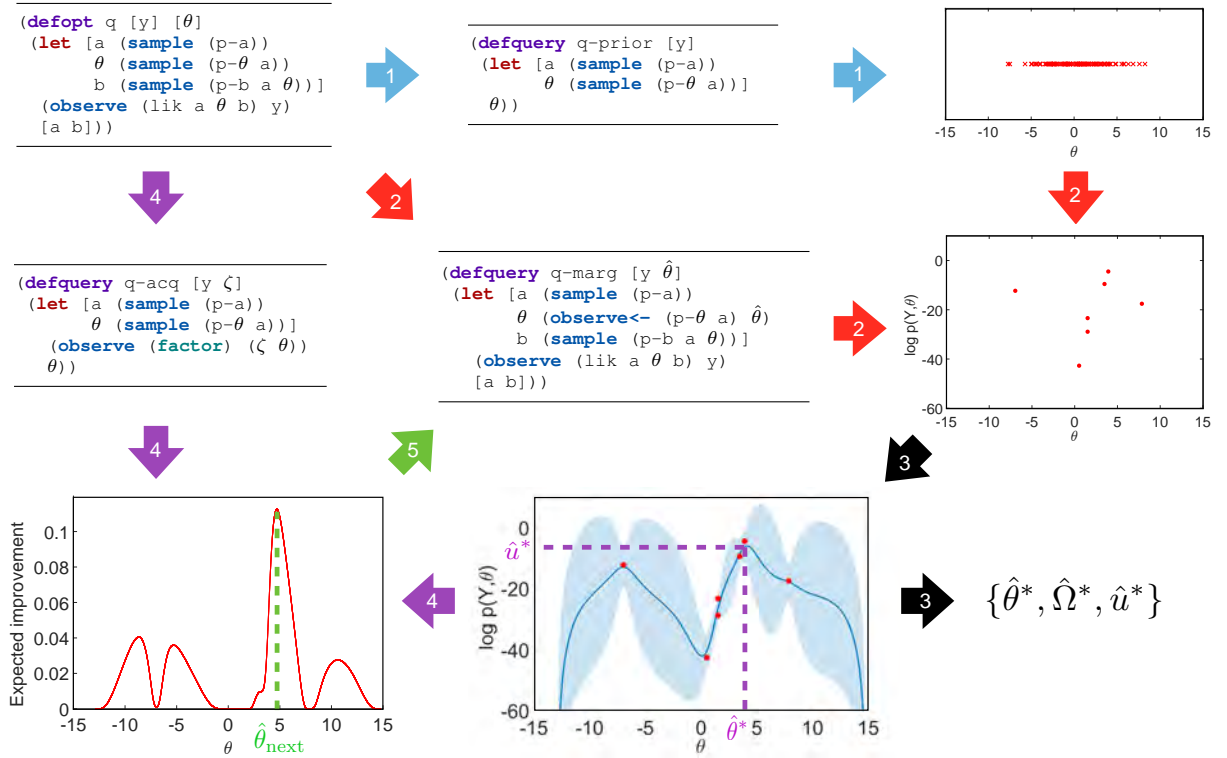 (defopt q [y] [θ]
(let [a (sample (p-a))
θ (sample (p-θ a))
b (sample (p-b a θ))]
(observe (lik a θ b) y)
[a b]))
1
(defquery q-prior [y]
(let [a (sample (p-a))
θ (sample (p-θ a))]
θ))
1
-15 -10 -5 0 5 10 15
θ
4
2
2
(defquery q-acq [y ζ]
(let [a (sample (p-a))
θ (sample (p-θ a))]
(observe (factor) (ζ θ))
θ))
(defquery q-marg [y θ̂]
(let [a (sample (p-a))
θ (observe<- (p-θ a) θ̂)
b (sample (p-b a θ))]
(observe (lik a θ b) y)
[a b]))
2
log p(Y,θ)
0
-20
-40
-60
-15 -10 -5 0 5 10 15
θ
4
5
3
Expected improvement
0.1
0.08
0.06
0.04
0.02
0
-15 -10 -5 0 5 10 15
θ
θ̂next
4
log p(Y,θ)
0
û*
-20
-40
-60
-15 -10 -5 0 5 10 15
θ
θ̂*
3
{θ̂*, Ω̂*, û*}